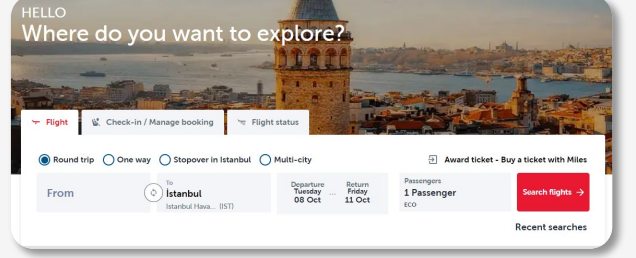 HELLO
Where do you want to explore?
Flight
Check-in / Manage booking
Flight status
Round trip
One way
Stopover in Istanbul
Multi-city
Award ticket - Buy a ticket with Miles
From
To
İstanbul
İstanbul Hava... (IST)
Departure
Tuesday
08 Oct
...
Return
Friday
11 Oct
Passengers
1 Passenger
ECO
Search flights
Recent searches